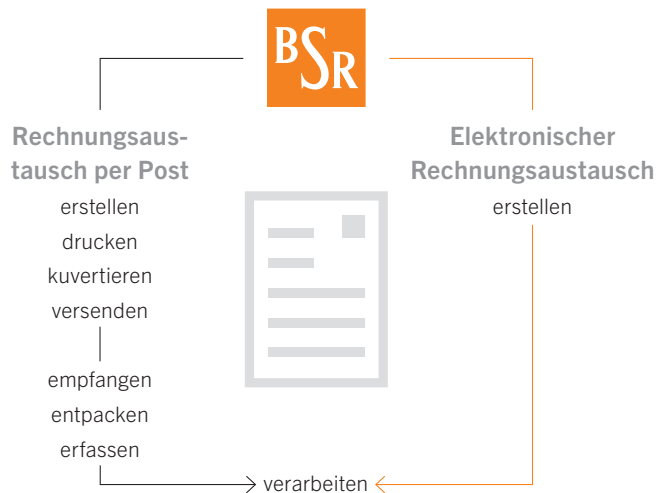 BSR
Rechnungsaus-
tausch per Post
erstellen
drucken
kuvertieren
versenden
empfangen
entpacken
erfassen
Elektronischer
Rechnungsaustausch
erstellen
verarbeiten